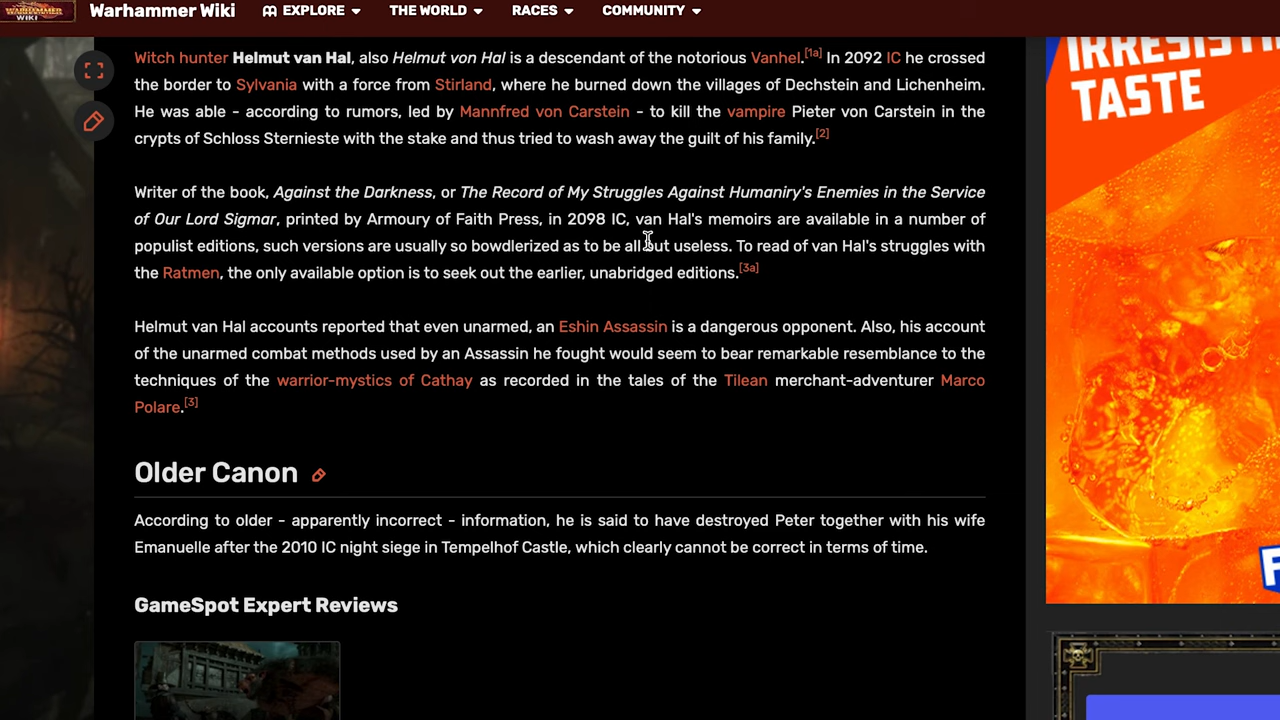 WARHAMMER
WIKI
Warhammer Wiki
EXPLORE
THE WORLD
RACES
COMMUNITY
Witch hunter Helmut van Hal, also Helmut von Hal is a descendant of the notorious Vanhel.[1a] In 2092 IC he crossed
the border to Sylvania with a force from Stirland, where he burned down the villages of Dechstein and Lichenheim.
He was able - according to rumors, led by Mannfred von Carstein - to kill the vampire Pieter von Carstein in the
crypts of Schloss Sternieste with the stake and thus tried to wash away the guilt of his family.[2]
Writer of the book, Against the Darkness, or The Record of My Struggles Against Humaniry's Enemies in the Service
of Our Lord Sigmar, printed by Armoury of Faith Press, in 2098 IC, van Hal's memoirs are available in a number of
populist editions, such versions are usually so bowdlerized as to be all but useless. To read of van Hal's struggles with
the Ratmen, the only available option is to seek out the earlier, unabridged editions.[3a]
Helmut van Hal accounts reported that even unarmed, an Eshin Assassin is a dangerous opponent. Also, his account
of the unarmed combat methods used by an Assassin he fought would seem to bear remarkable resemblance to the
techniques of the warrior-mystics of Cathay as recorded in the tales of the Tilean merchant-adventurer Marco
Polare.[3]
Older Canon
According to older - apparently incorrect - information, he is said to have destroyed Peter together with his wife
Emanuelle after the 2010 IC night siege in Tempelhof Castle, which clearly cannot be correct in terms of time.
GameSpot Expert Reviews
TASTE